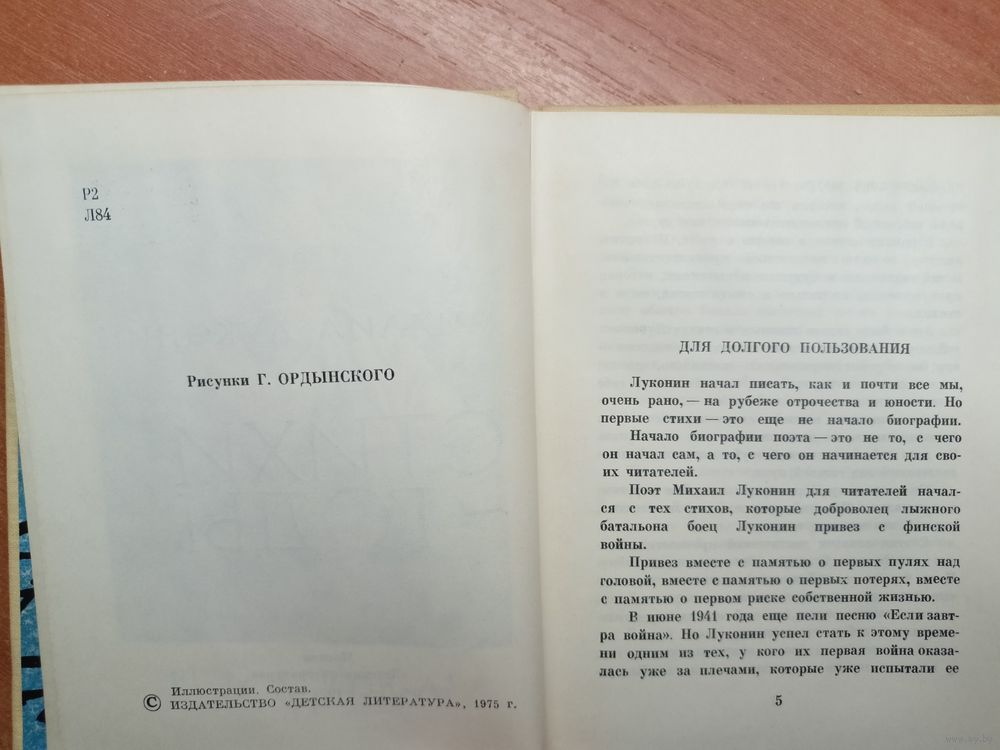 Р2
Л84
Рисунки Г. ОРДЫНСКОГО
Иллюстрации. Состав.
© ИЗДАТЕЛЬСТВО «ДЕТСКАЯ ЛИТЕРАТУРА», 1975 г.
ДЛЯ ДОЛГОГО ПОЛЬЗОВАНИЯ
Луконин начал писать, как и почти все мы,
очень рано, — на рубеже отрочества и юности. Но
первые стихи — это еще не начало биографии.
Начало биографии поэта — это не то, с чего
он начал сам, а то, с чего он начинается для сво-
их читателей.
Поэт Михаил Луконин для читателей начал-
ся с тех стихов, которые доброволец лыжного
батальона боец Луконин привез с финской
войны.
Привез вместе с памятью о первых пулях над
головой, вместе с памятью о первых потерях, вместе
с памятью о первом риске собственной жизнью.
В июне 1941 года еще пели песню «Если завт-
ра война». Но Луконин успел стать к этому време-
ни одним из тех, у кого их первая война оказа-
лась уже за плечами, которые уже испытали ее
5